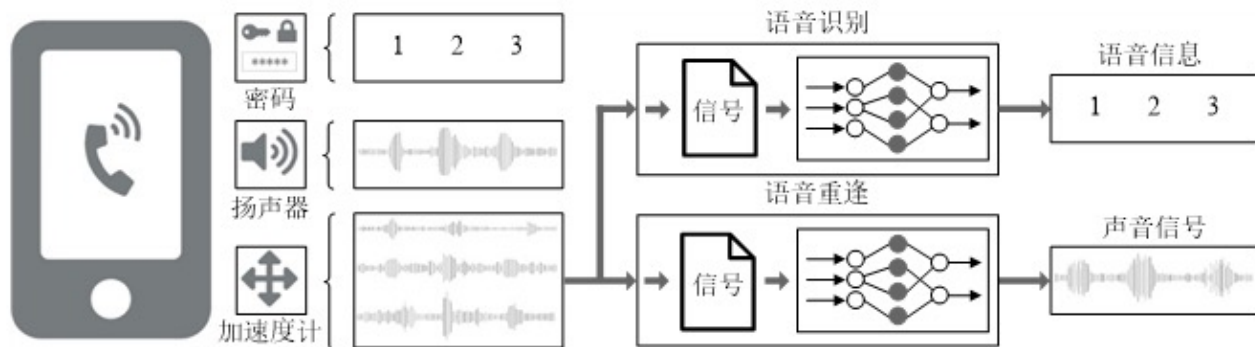 *****
密码
1 2 3
扬声器
加速度计
语音识别
信号
语音信息
1 2 3
语音重逢
信号
声音信号